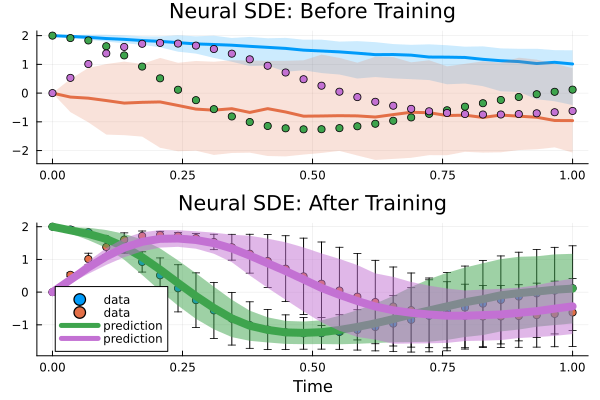 Neural SDE: Before Training
2
1
0
−1
−2
0.00
0.25
0.50
0.75
1.00
Neural SDE: After Training
2
1
0
−1
data
data
prediction
prediction
0.00
0.25
0.50
0.75
1.00
Time